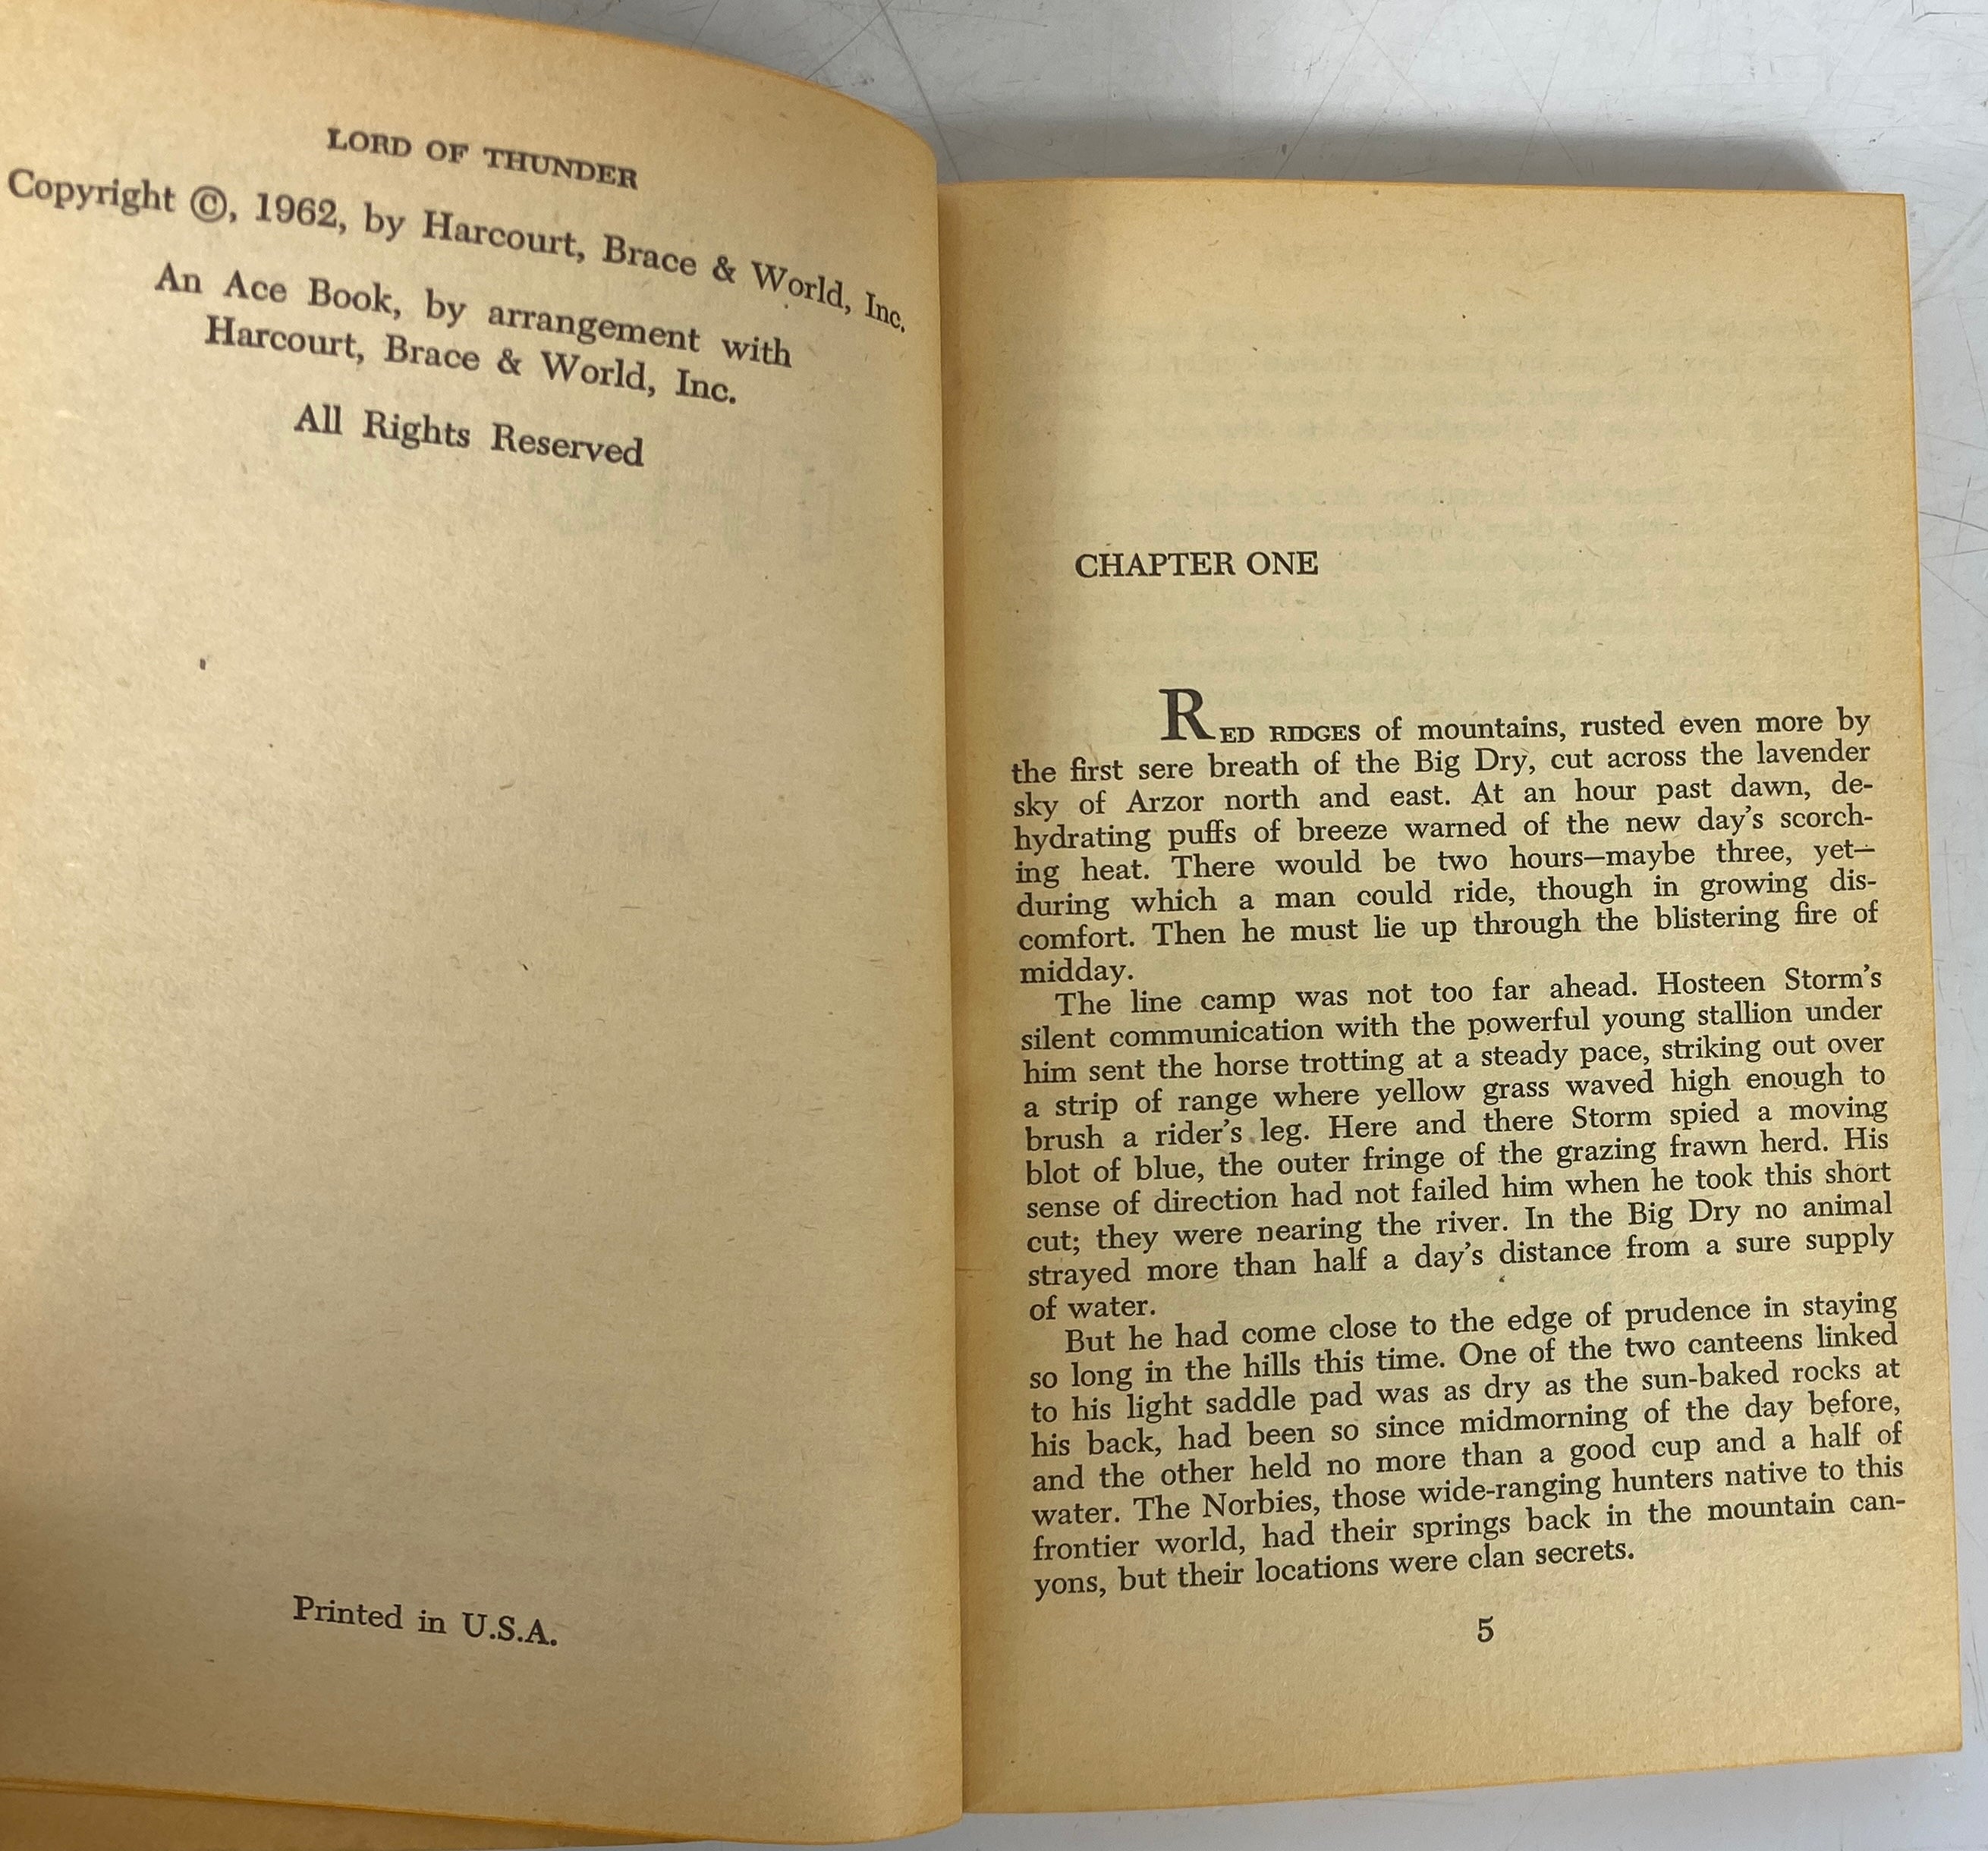 LORD OF THUNDER
Copyright ©, 1962, by Harcourt, Brace & World, Inc.
An Ace Book, by arrangement with
Harcourt, Brace & World, Inc.
All Rights Reserved
Printed in U.S.A.
CHAPTER ONE
RED RIDGES of mountains, rusted even more by
the first sere breath of the Big Dry, cut across the lavender
sky of Arzor north and east. At an hour past dawn, de-
hydrating puffs of breeze warned of the new day's scorch-
ing heat. There would be two hours—maybe three, yet—
during which a man could ride, though in growing dis-
comfort. Then he must lie up through the blistering fire of
midday.
The line camp was not too far ahead. Hosteen Storm's
silent communication with the powerful young stallion under
him sent the horse trotting at a steady pace, striking out over
a strip of range where yellow grass waved high enough to
brush a rider's leg. Here and there Storm spied a moving
blot of blue, the outer fringe of the grazing frawn herd. His
sense of direction had not failed him when he took this short
cut; they were nearing the river. In the Big Dry no animal
strayed more than half a day's distance from a sure supply
of water.
But he had come close to the edge of prudence in staying
so long in the hills this time. One of the two canteens linked
to his light saddle pad was as dry as the sun-baked rocks at
his back, had been so since midmorning of the day before,
and the other held no more than a good cup and a half of
water. The Norbies, those wide-ranging hunters native to this
frontier world, had their springs back in the mountain can-
yons, but their locations were clan secrets.
5